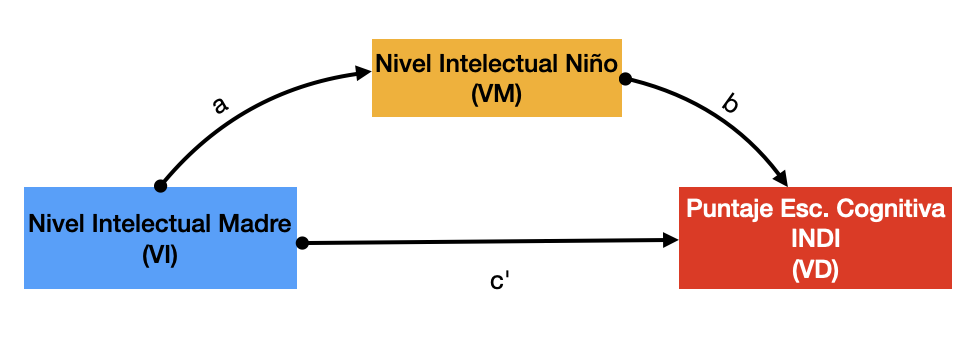 Nivel Intelectual Niño
(VM)
a
b
Nivel Intelectual Madre
(VI)
Puntaje Esc. Cognitiva
INDI
(VD)
c'